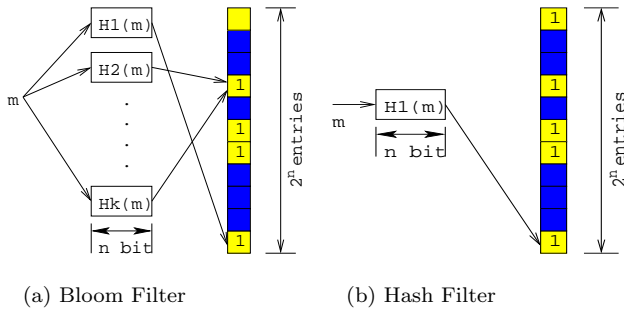 H1(m)
H2(m)
m
.
.
.
.
Hk(m)
n bit
1
1
1
1
2^n entries
(a) Bloom Filter
m
H1(m)
n bit
1
1
1
1
1
2^n entries
(b) Hash Filter